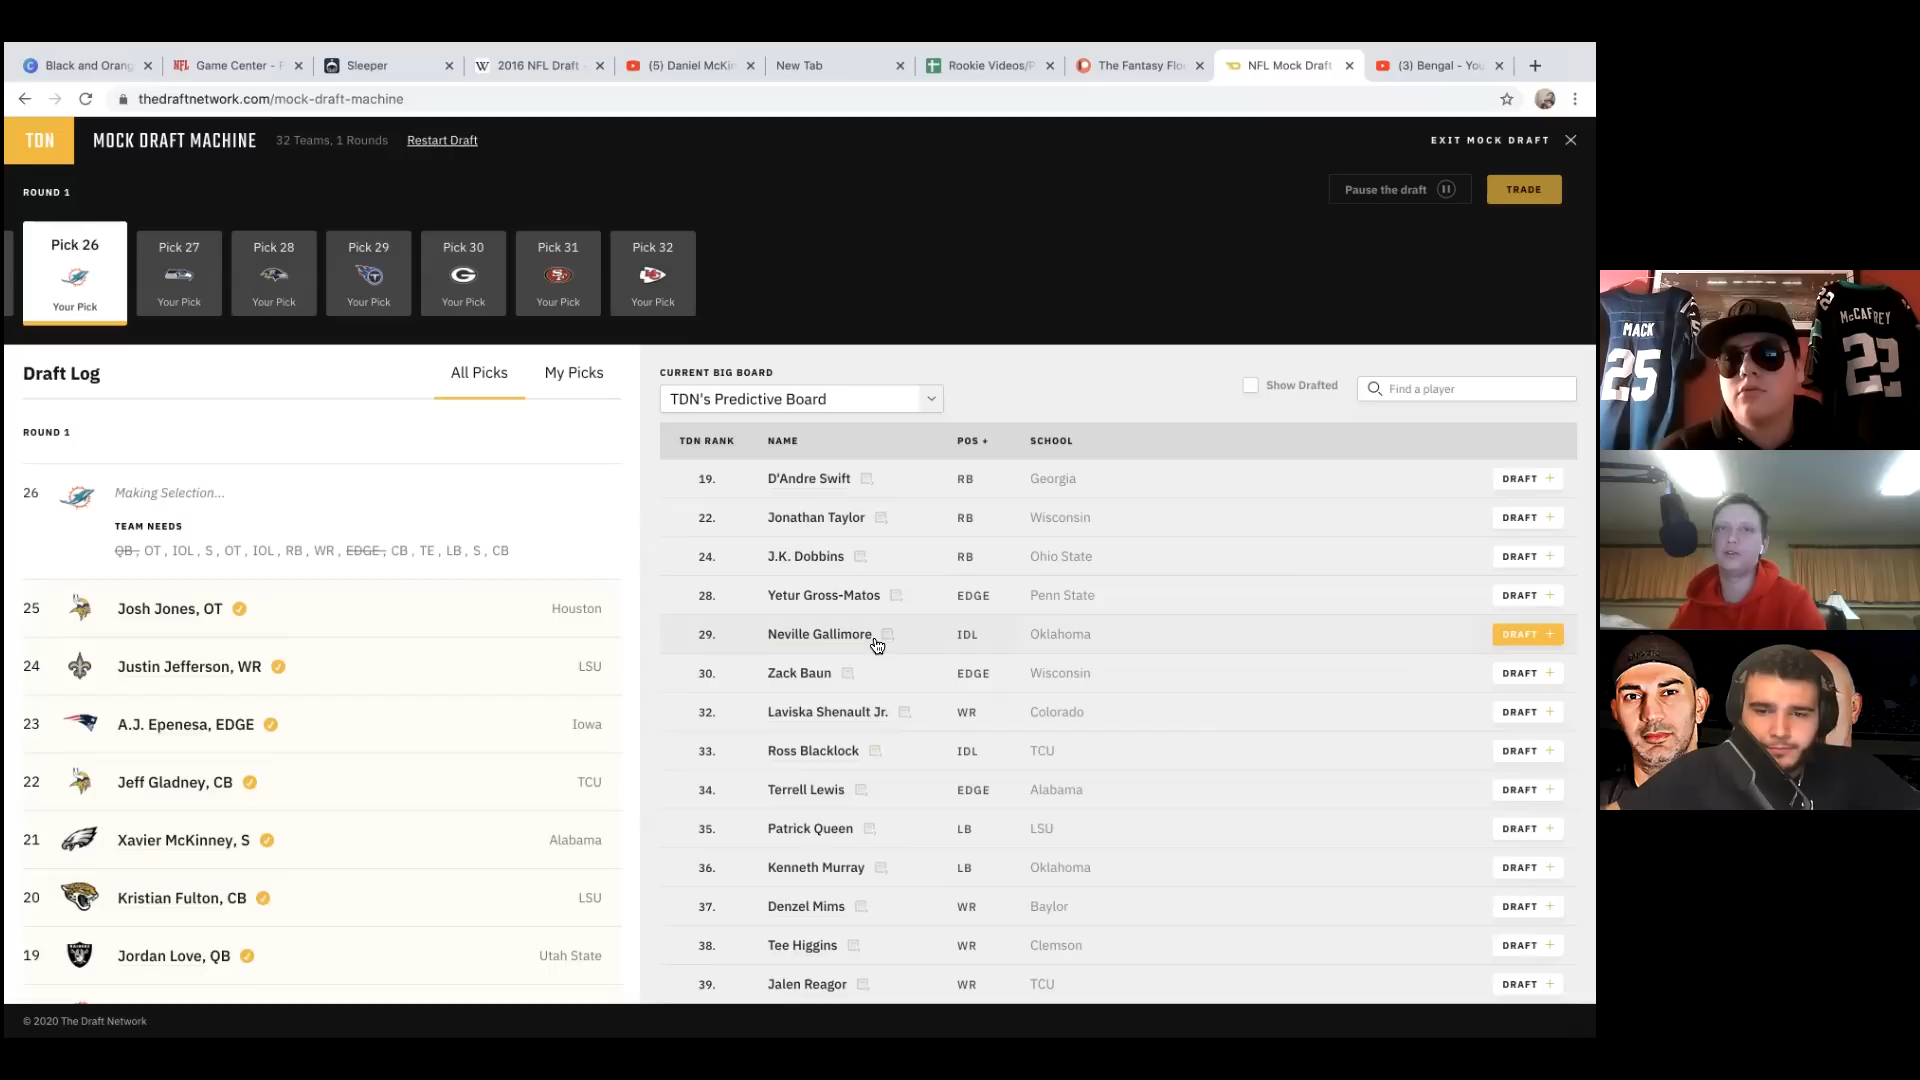 Black and Orang
Game Center - F
Sleeper
2016 NFL Draft
(5) Daniel McKin
New Tab
Rookie Videos/P
The Fantasy Flo
NFL Mock Draft
(3) Bengal - You
thedraftnetwork.com/mock-draft-machine
TDN
MOCK DRAFT MACHINE
32 Teams, 1 Rounds
Restart Draft
EXIT MOCK DRAFT
ROUND 1
Pause the draft
TRADE
Pick 26
Your Pick
Pick 27
Your Pick
Pick 28
Your Pick
Pick 29
Your Pick
Pick 30
Your Pick
Pick 31
Your Pick
Pick 32
Your Pick
Draft Log
All Picks
My Picks
ROUND 1
26 Making Selection...
TEAM NEEDS
QB, OT, IOL, S, OT, IOL, RB, WR, EDGE, CB, TE, LB, S, CB
25 Josh Jones, OT Houston
24 Justin Jefferson, WR LSU
23 A.J. Epenesa, EDGE Iowa
22 Jeff Gladney, CB TCU
21 Xavier McKinney, S Alabama
20 Kristian Fulton, CB LSU
19 Jordan Love, QB Utah State
CURRENT BIG BOARD
TDN's Predictive Board
Show Drafted
Find a player
TDN RANK NAME POS + SCHOOL
19. D'Andre Swift RB Georgia DRAFT +
22. Jonathan Taylor RB Wisconsin DRAFT +
24. J.K. Dobbins RB Ohio State DRAFT +
28. Yetur Gross-Matos EDGE Penn State DRAFT +
29. Neville Gallimore IDL Oklahoma DRAFT +
30. Zack Baun EDGE Wisconsin DRAFT +
32. Laviska Shenault Jr. WR Colorado DRAFT +
33. Ross Blacklock IDL TCU DRAFT +
34. Terrell Lewis EDGE Alabama DRAFT +
35. Patrick Queen LB LSU DRAFT +
36. Kenneth Murray LB Oklahoma DRAFT +
37. Denzel Mims WR Baylor DRAFT +
38. Tee Higgins WR Clemson DRAFT +
39. Jalen Reagor WR TCU DRAFT +
© 2020 The Draft Network
MACK
25
McCAFFREY
22